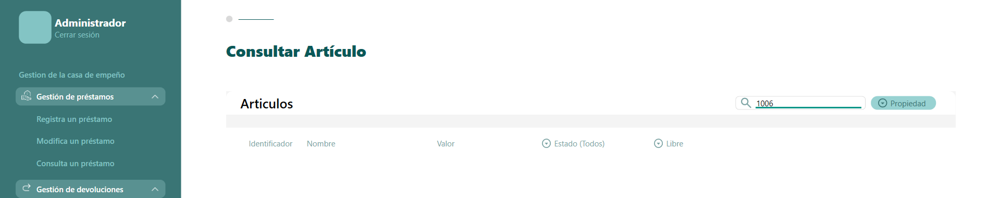 Administrador
Cerrar sesión
Gestion de la casa de empeño
Gestión de préstamos
Registra un préstamo
Modifica un préstamo
Consulta un préstamo
Gestión de devoluciones
Consultar Artículo
Articulos
1006
Propiedad
Identificador Nombre Valor Estado (Todos) Libre